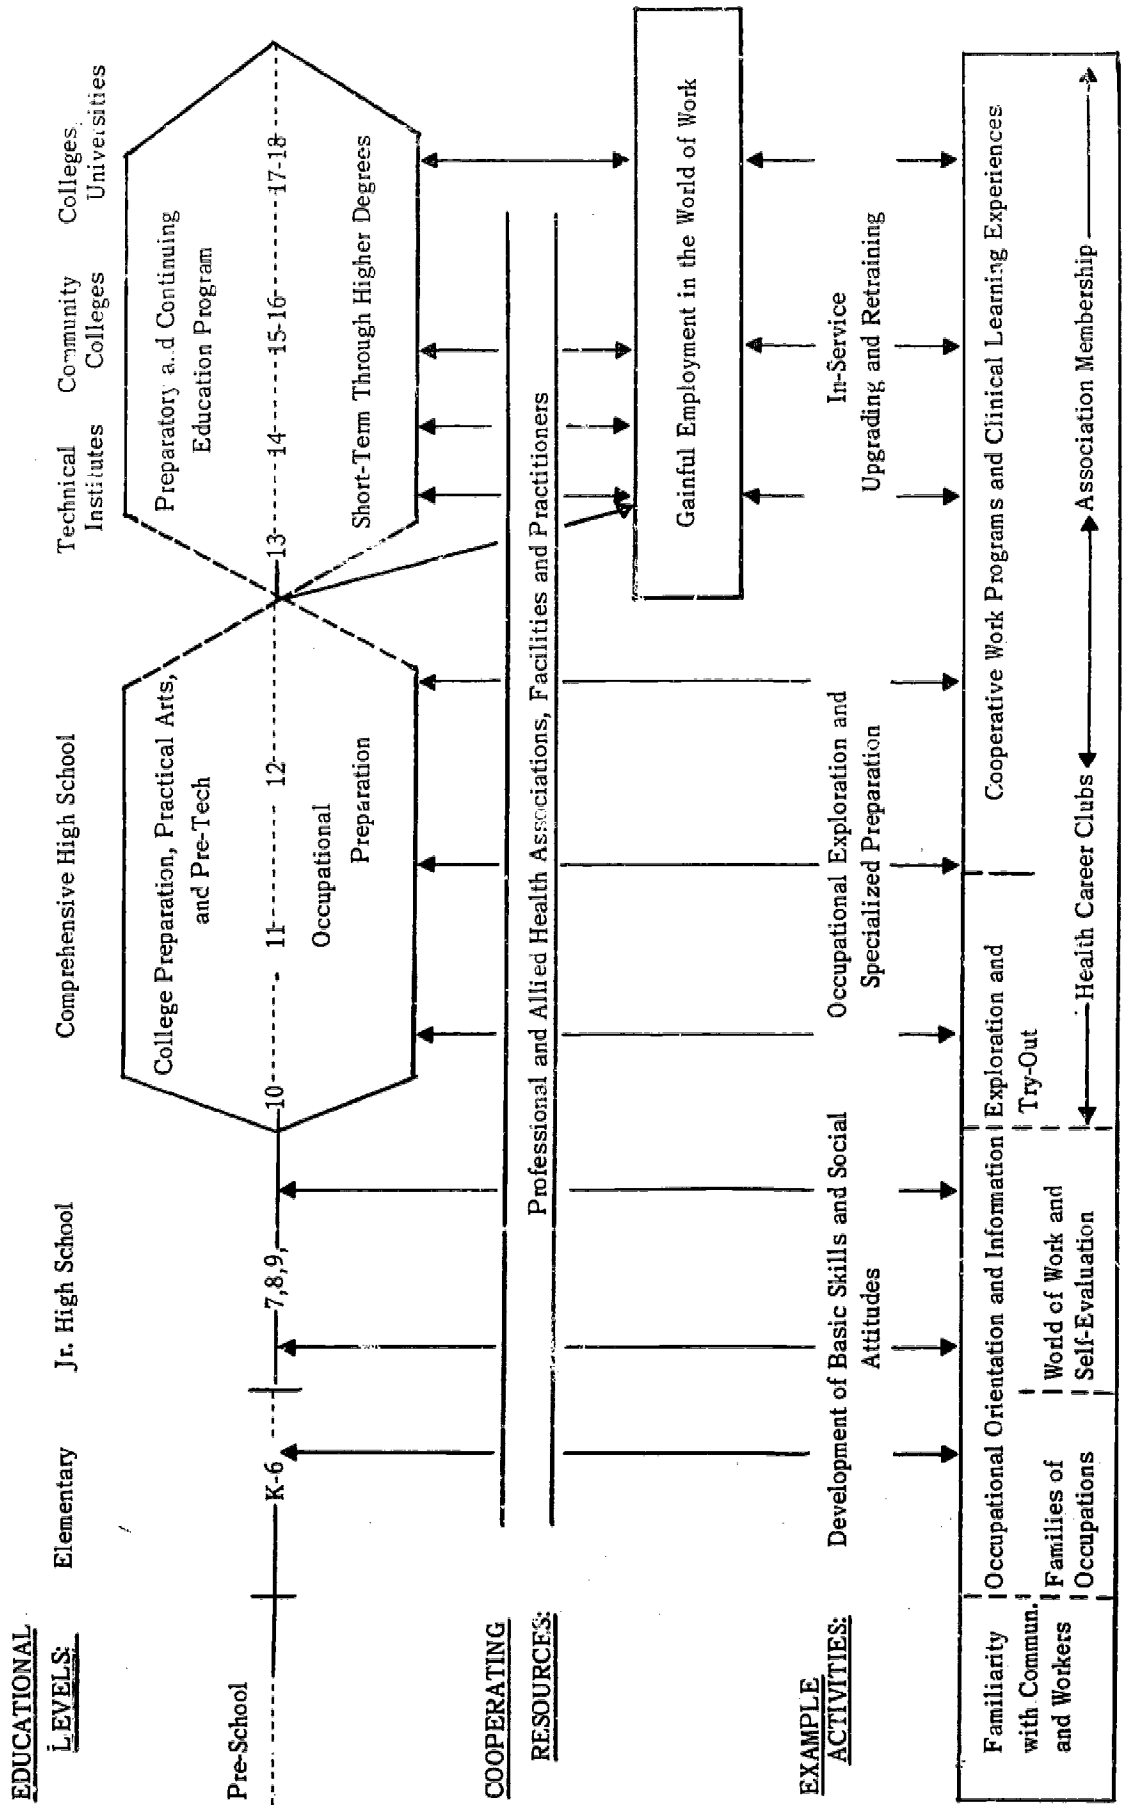 EDUCATIONAL
LEVELS:
Elementary
Jr. High School
Comprehensive High School
Technical
Institutes
Community
Colleges
Colleges
Universities
Pre-School
K-6
7,8,9,
10
11
12
13
14
15-16
17-18
College Preparation, Practical Arts,
and Pre-Tech
Occupational
Preparation
Preparatory and Continuing
Education Program
Short-Term Through Higher Degrees
COOPERATING
RESOURCES:
Professional and Allied Health Associations, Facilities and Practitioners
Gainful Employment in the World of Work
EXAMPLE
ACTIVITIES:
Development of Basic Skills and Social
Attitudes
Occupational Exploration and
Specialized Preparation
In-Service
Upgrading and Retraining
Familiarity
with Commun.
and Workers
Occupational Orientation and Information
Families of
Occupations
World of Work and
Self-Evaluation
Exploration and
Try-Out
Cooperative Work Programs and Clinical Learning Experiences
Health Career Clubs
Association Membership